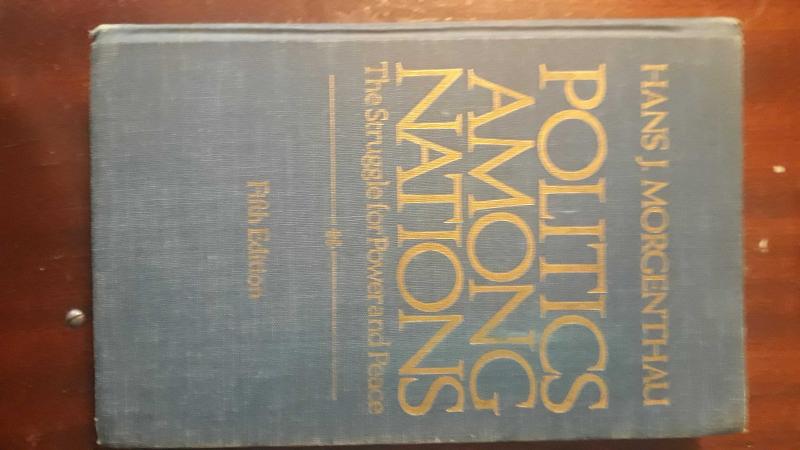 HANS J. MORGENTHAU
POLITICS
AMONG
NATIONS
The Struggle for Power and Peace
Fifth Edition